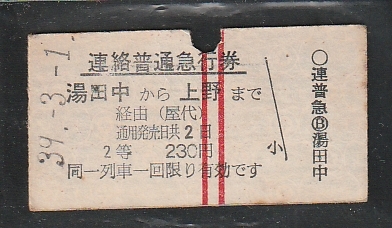 39.-3.-1
連絡普通急行券
湯田中から上野まで
経由(屋代)
通用発売日共2日
2等 230円
同一列車一回限り有効です
小
〇連普急Ⓑ湯田中